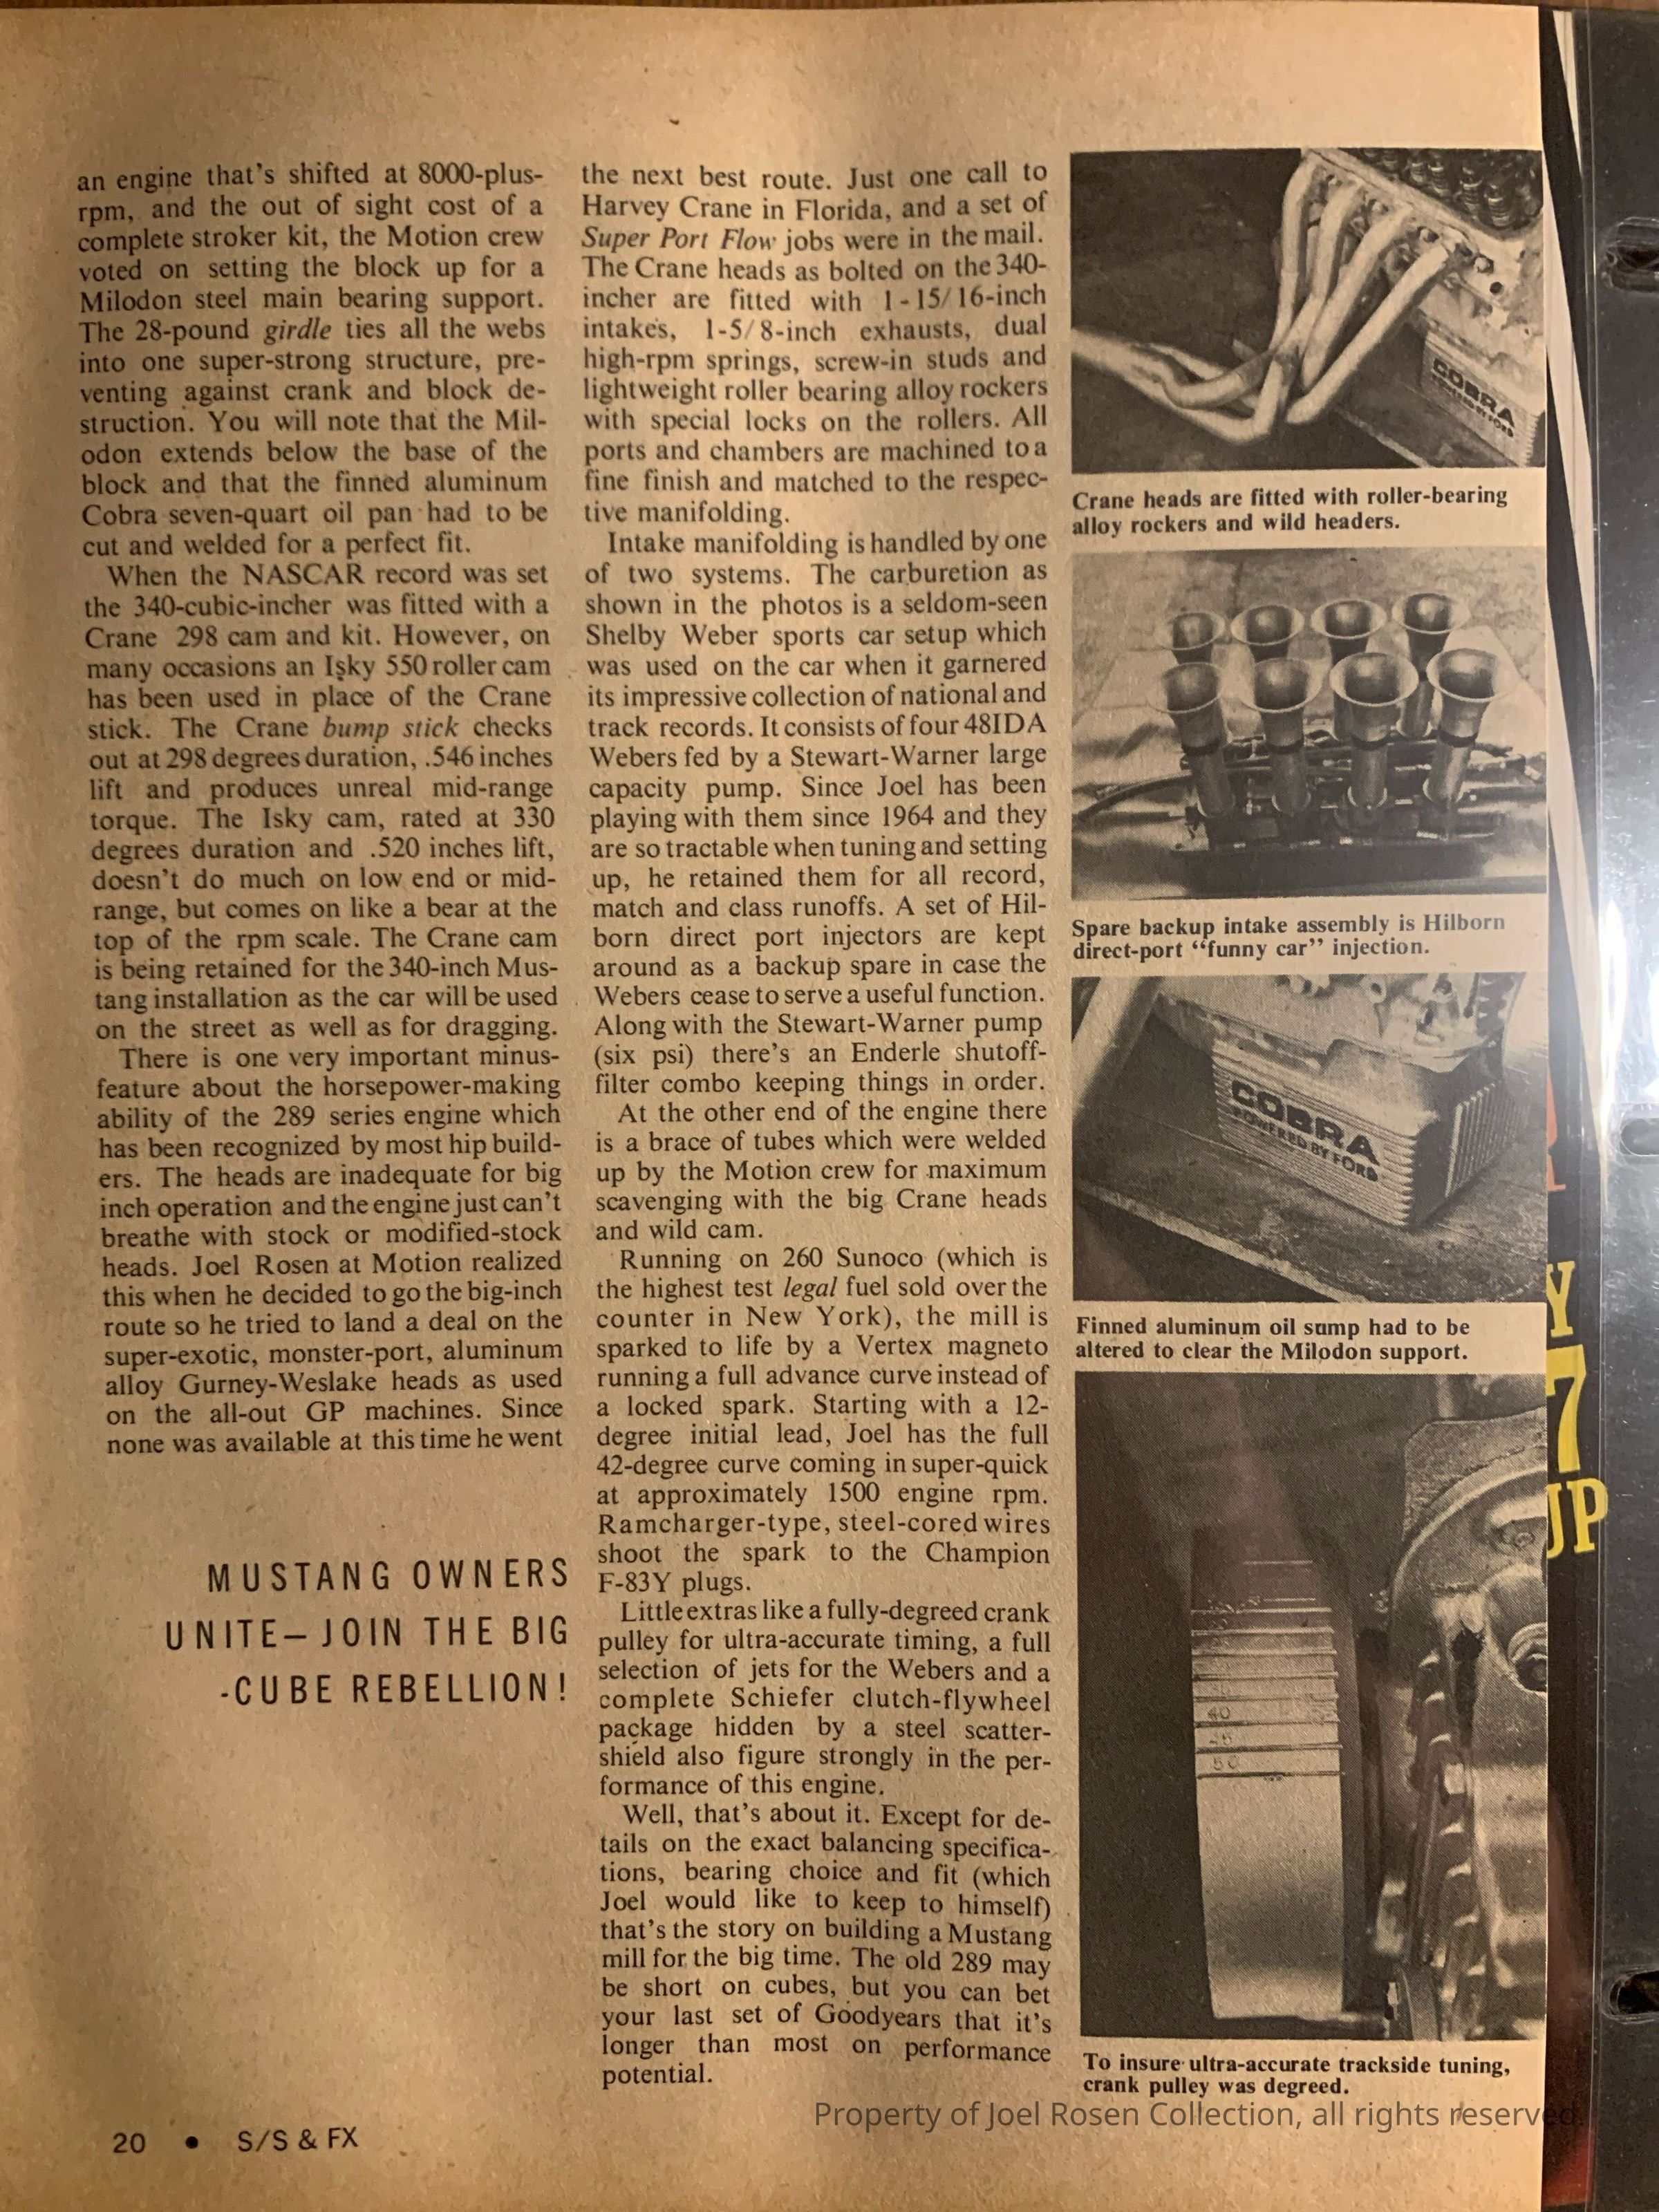 an engine that's shifted at 8000-plus-
rpm, and the out of sight cost of a
complete stroker kit, the Motion crew
voted on setting the block up for a
Milodon steel main bearing support.
The 28-pound girdle ties all the webs
into one super-strong structure, pre-
venting against crank and block de-
struction. You will note that the Mil-
odon extends below the base of the
block and that the finned aluminum
Cobra seven-quart oil pan had to be
cut and welded for a perfect fit.
When the NASCAR record was set
the 340-cubic-incher was fitted with a
Crane 298 cam and kit. However, on
many occasions an Isky 550 roller cam
has been used in place of the Crane
stick. The Crane bump stick checks
out at 298 degrees duration, .546 inches
lift and produces unreal mid-range
torque. The Isky cam, rated at 330
degrees duration and .520 inches lift,
doesn't do much on low end or mid-
range, but comes on like a bear at the
top of the rpm scale. The Crane cam
is being retained for the 340-inch Mus-
tang installation as the car will be used
on the street as well as for dragging.
There is one very important minus-
feature about the horsepower-making
ability of the 289 series engine which
has been recognized by most hip build-
ers. The heads are inadequate for big
inch operation and the engine just can't
breathe with stock or modified-stock
heads. Joel Rosen at Motion realized
this when he decided to go the big-inch
route so he tried to land a deal on the
super-exotic, monster-port, aluminum
alloy Gurney-Weslake heads as used
on the all-out GP machines. Since
none was available at this time he went
MUSTANG OWNERS
UNITE—JOIN THE BIG
-CUBE REBELLION!
the next best route. Just one call to
Harvey Crane in Florida, and a set of
Super Port Flow jobs were in the mail.
The Crane heads as bolted on the 340-
incher are fitted with 1-15/16-inch
intakes, 1-5/8-inch exhausts, dual
high-rpm springs, screw-in studs and
lightweight roller bearing alloy rockers
with special locks on the rollers. All
ports and chambers are machined to a
fine finish and matched to the respec-
tive manifolding.
Intake manifolding is handled by one
of two systems. The carburetion as
shown in the photos is a seldom-seen
Shelby Weber sports car setup which
was used on the car when it garnered
its impressive collection of national and
track records. It consists of four 48IDA
Webers fed by a Stewart-Warner large
capacity pump. Since Joel has been
playing with them since 1964 and they
are so tractable when tuning and setting
up, he retained them for all record,
match and class runoffs. A set of Hil-
born direct port injectors are kept
around as a backup spare in case the
Webers cease to serve a useful function.
Along with the Stewart-Warner pump
(six psi) there's an Enderle shutoff-
filter combo keeping things in order.
At the other end of the engine there
is a brace of tubes which were welded
up by the Motion crew for maximum
scavenging with the big Crane heads
and wild cam.
Running on 260 Sunoco (which is
the highest test legal fuel sold over the
counter in New York), the mill is
sparked to life by a Vertex magneto
running a full advance curve instead of
a locked spark. Starting with a 12-
degree initial lead, Joel has the full
42-degree curve coming in super-quick
at approximately 1500 engine rpm.
Ramcharger-type, steel-cored wires
shoot the spark to the Champion
F-83Y plugs.
Little extras like a fully-degreed crank
pulley for ultra-accurate timing, a full
selection of jets for the Webers and a
complete Schiefer clutch-flywheel
package hidden by a steel scatter-
shield also figure strongly in the per-
formance of this engine.
Well, that's about it. Except for de-
tails on the exact balancing specifica-
tions, bearing choice and fit (which
Joel would like to keep to himself)
that's the story on building a Mustang
mill for the big time. The old 289 may
be short on cubes, but you can bet
your last set of Goodyears that it's
longer than most on performance
potential.
COBRA
POWERED BY FORD
Crane heads are fitted with roller-bearing
alloy rockers and wild headers.
Spare backup intake assembly is Hilborn
direct-port “funny car” injection.
COBRA
POWERED BY FORD
Finned aluminum oil sump had to be
altered to clear the Milodon support.
40
45
50
To insure ultra-accurate trackside tuning,
crank pulley was degreed.
Y
7
UP
Property of Joel Rosen Collection, all rights reserved.
20 • S/S & FX